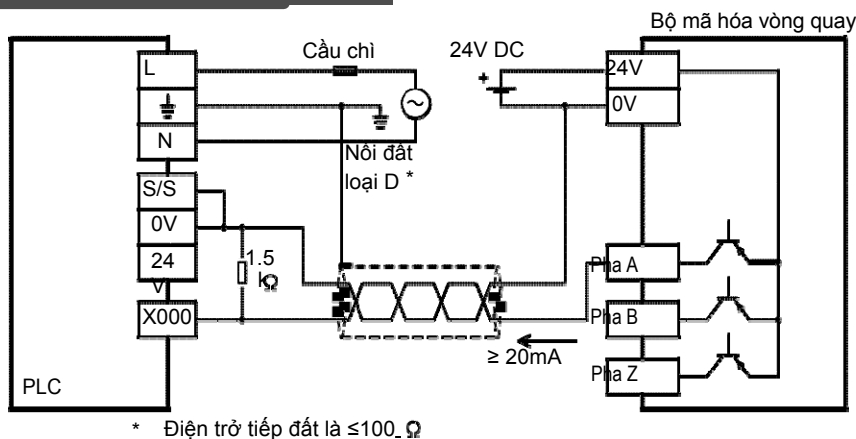 Bộ mã hóa vòng quay
Cầu chì
24V DC
L
24V
+
0V
N
Nối đất
loại D *
S/S
0V
24
V
1.5
kΩ
X000
Pha A
Pha B
≥ 20mA
Pha Z
PLC
* Điện trở tiếp đất là ≤100 Ω